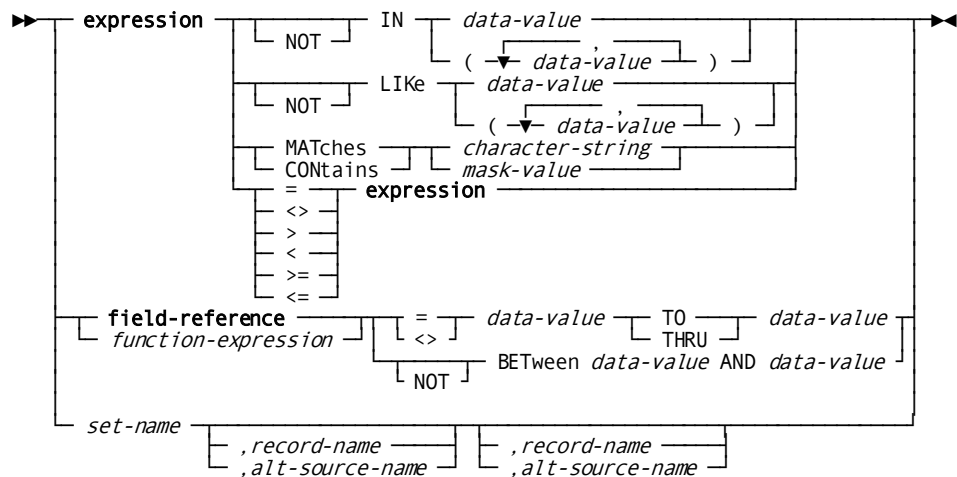 expression IN data-value
NOT ,
( data-value )
LIKe data-value
NOT ,
( data-value )
MATches character-string
CONtains mask-value
= expression
<>
>
<
>=
<=
field-reference = data-value TO data-value
function-expression <> THRU
BETween data-value AND data-value
NOT
set-name
,record-name ,record-name
,alt-source-name ,alt-source-name